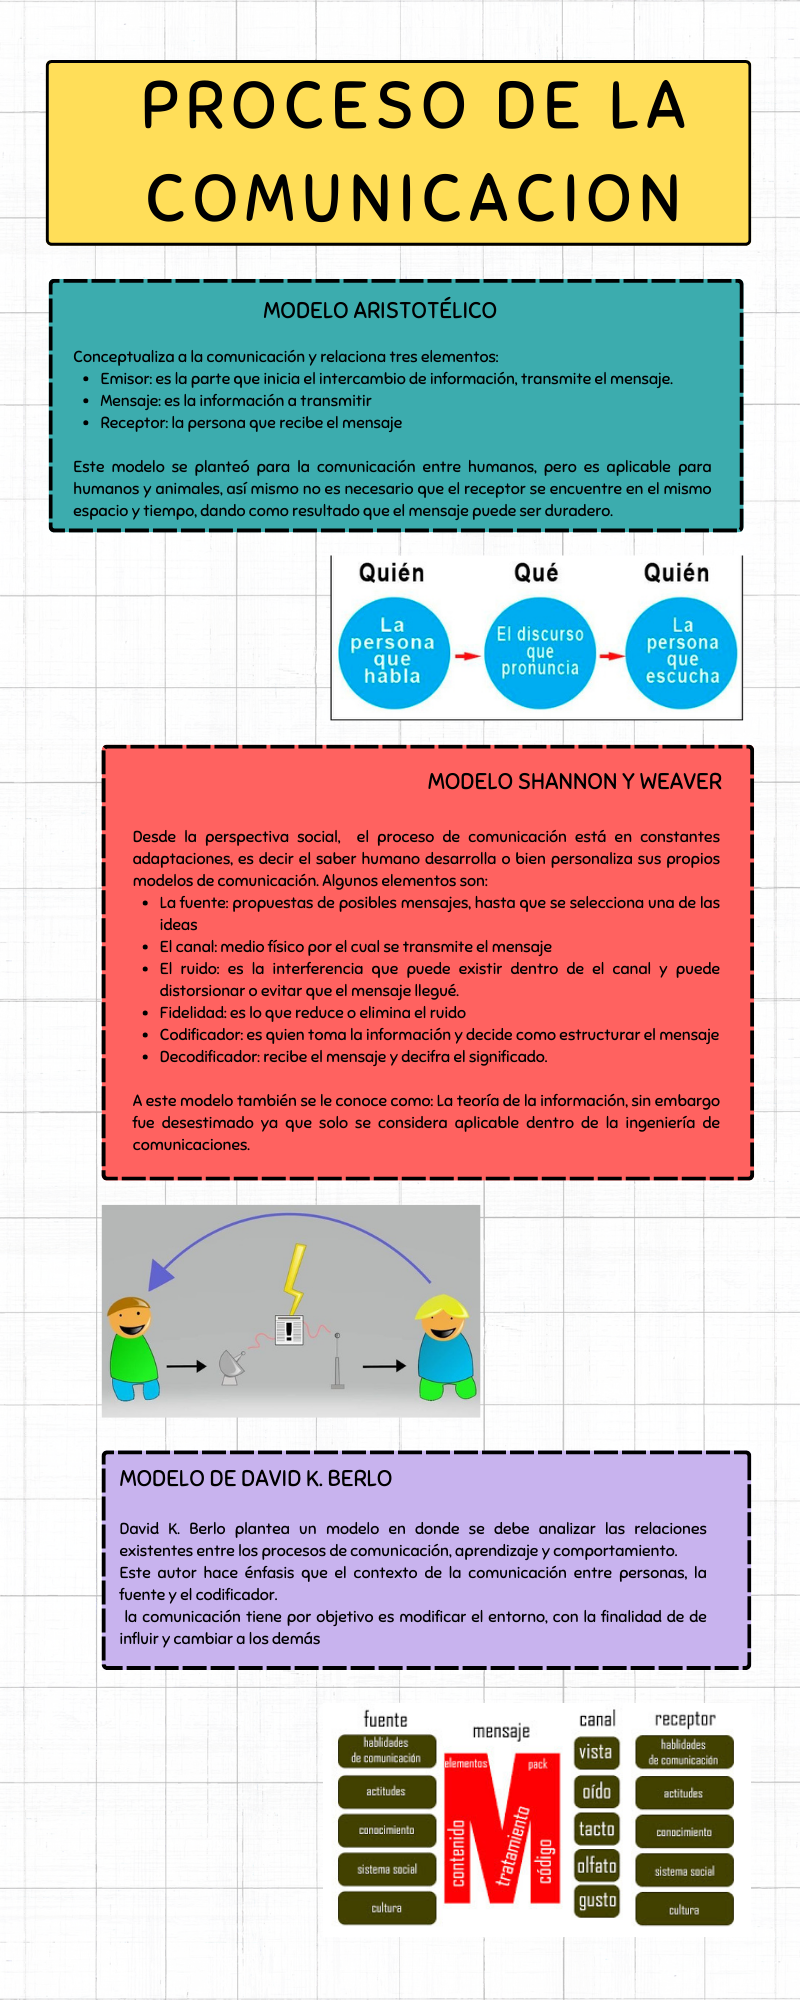 PROCESO DE LA
COMUNICACION
MODELO ARISTOTÉLICO
Conceptualiza a la comunicación y relaciona tres elementos:
• Emisor: es la parte que inicia el intercambio de información, transmite el mensaje.
• Mensaje: es la información a transmitir
• Receptor: la persona que recibe el mensaje
Este modelo se planteó para la comunicación entre humanos, pero es aplicable para
humanos y animales, así mismo no es necesario que el receptor se encuentre en el mismo
espacio y tiempo, dando como resultado que el mensaje puede ser duradero.
Quién Qué Quién
La
persona
que
habla
El discurso
que
pronuncia
La
persona
que
escucha
MODELO SHANNON Y WEAVER
Desde la perspectiva social, el proceso de comunicación está en constantes
adaptaciones, es decir el saber humano desarrolla o bien personaliza sus propios
modelos de comunicación. Algunos elementos son:
• La fuente: propuestas de posibles mensajes, hasta que se selecciona una de las
ideas
• El canal: medio físico por el cual se transmite el mensaje
• El ruido: es la interferencia que puede existir dentro de el canal y puede
distorsionar o evitar que el mensaje llegué.
• Fidelidad: es lo que reduce o elimina el ruido
• Codificador: es quien toma la información y decide como estructurar el mensaje
• Decodificador: recibe el mensaje y decifra el significado.
A este modelo también se le conoce como: La teoría de la información, sin embargo
fue desestimado ya que solo se considera aplicable dentro de la ingeniería de
comunicaciones.
!
MODELO DE DAVID K. BERLO
David K. Berlo plantea un modelo en donde se debe analizar las relaciones
existentes entre los procesos de comunicación, aprendizaje y comportamiento.
Este autor hace énfasis que el contexto de la comunicación entre personas, la
fuente y el codificador.
la comunicación tiene por objetivo es modificar el entorno, con la finalidad de de
influir y cambiar a los demás
fuente
hablidades
de comunicación
actitudes
conocimiento
sistema social
cultura
mensaje
elementos
pack
contenido
tratamiento
código
canal
vista
oído
tacto
olfato
gusto
receptor
hablidades
de comunicación
actitudes
conocimiento
sistema social
cultura